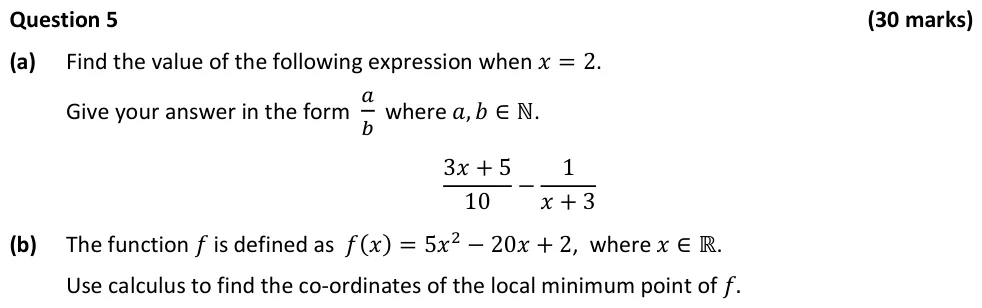 Question 5 (30 marks)
(a) Find the value of the following expression when x = 2.
Give your answer in the form a/b where a, b ∈ ℕ.
(3x + 5)/10 − 1/(x + 3)
(b) The function f is defined as f(x) = 5x² − 20x + 2, where x ∈ ℝ.
Use calculus to find the co-ordinates of the local minimum point of f.